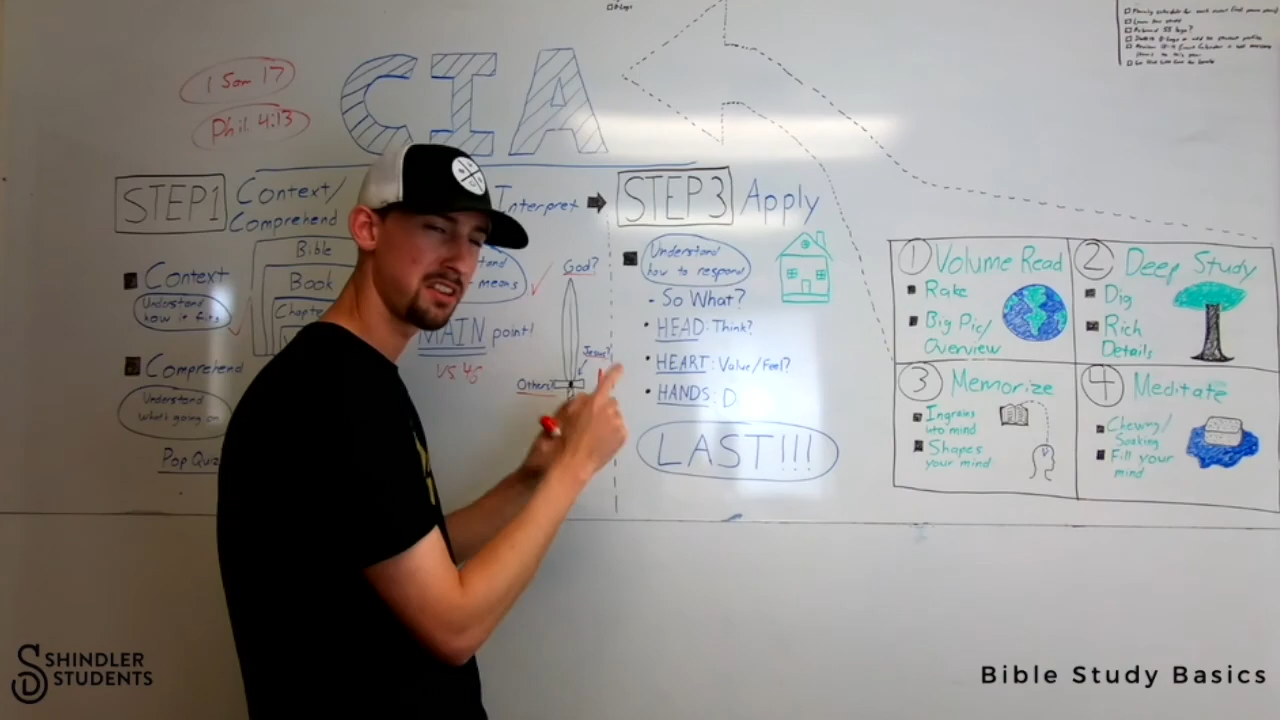 1 Sam 17
Phil. 4:13
CIA
STEP1
Context/
Comprehend
Context
Understand
how it fits
Comprehend
Understand
what's going on
Pop Quiz
Bible
Book
Interpret
means
MAIN point!
vs 45
God?
Jesus?
Others?
STEP 3 Apply
Understand
how to respond
- So What?
HEAD: Think?
HEART: Value/Feel?
HANDS: D
LAST!!!
1 Volume Read
Rake
Big Pic/
Overview
2 Deep Study
Dig
Rich
Details
3 Memorize
Ingrains
into mind
Shapes
your mind
4 Meditate
Chewing/
Soaking
Fill your
mind
SHINDLER
STUDENTS
Bible Study Basics